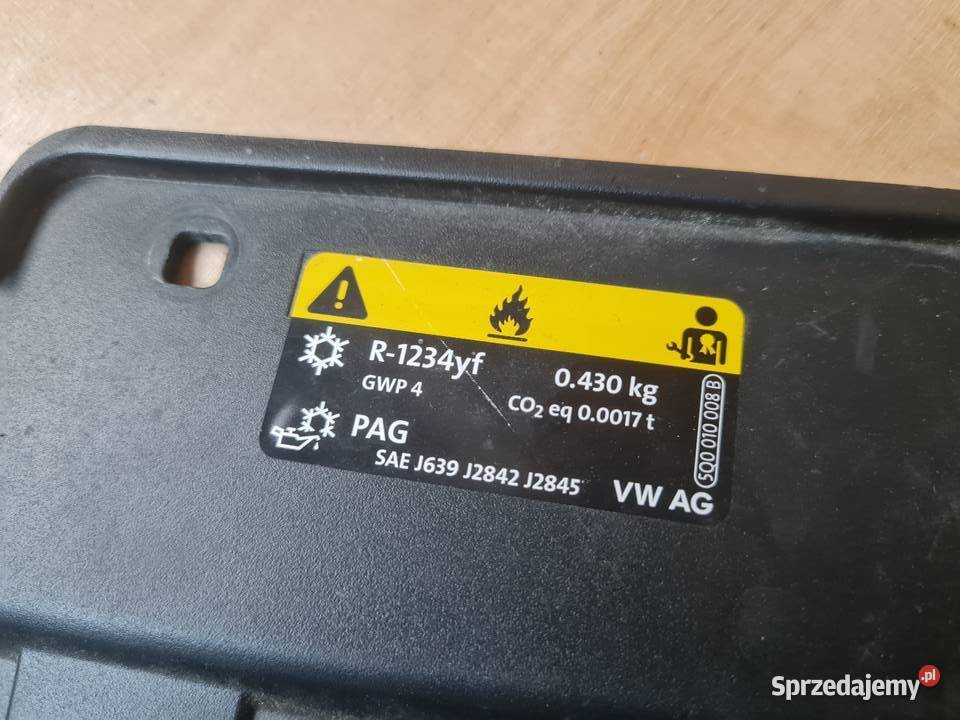 R-1234yf
0.430 kg
GWP 4
CO₂ eq 0.0017 t
PAG
SAE J639 J2842 J2845
VW AG
5Q0 010 008 B
Sprzedajemy.pl